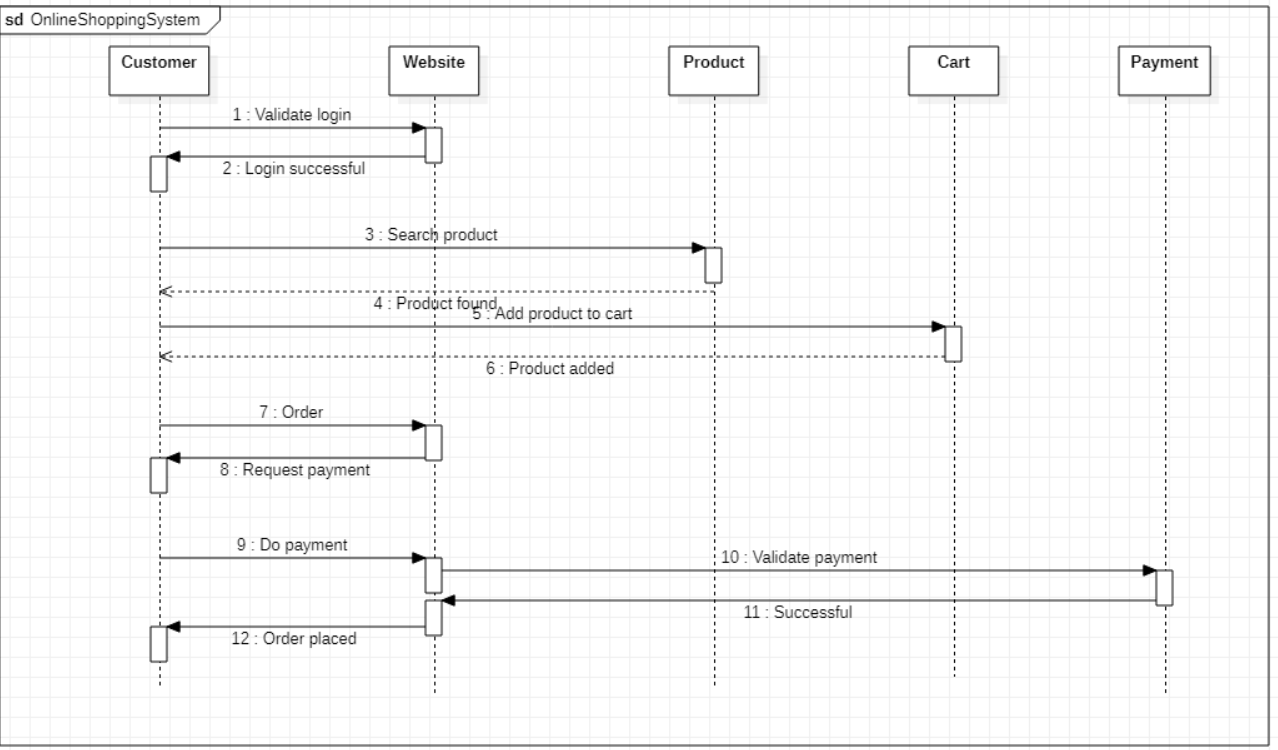 sd OnlineShoppingSystem
Customer
Website
Product
Cart
Payment
1 : Validate login
2 : Login successful
3 : Search product
4 : Product found
5 : Add product to cart
6 : Product added
7 : Order
8 : Request payment
9 : Do payment
10 : Validate payment
11 : Successful
12 : Order placed